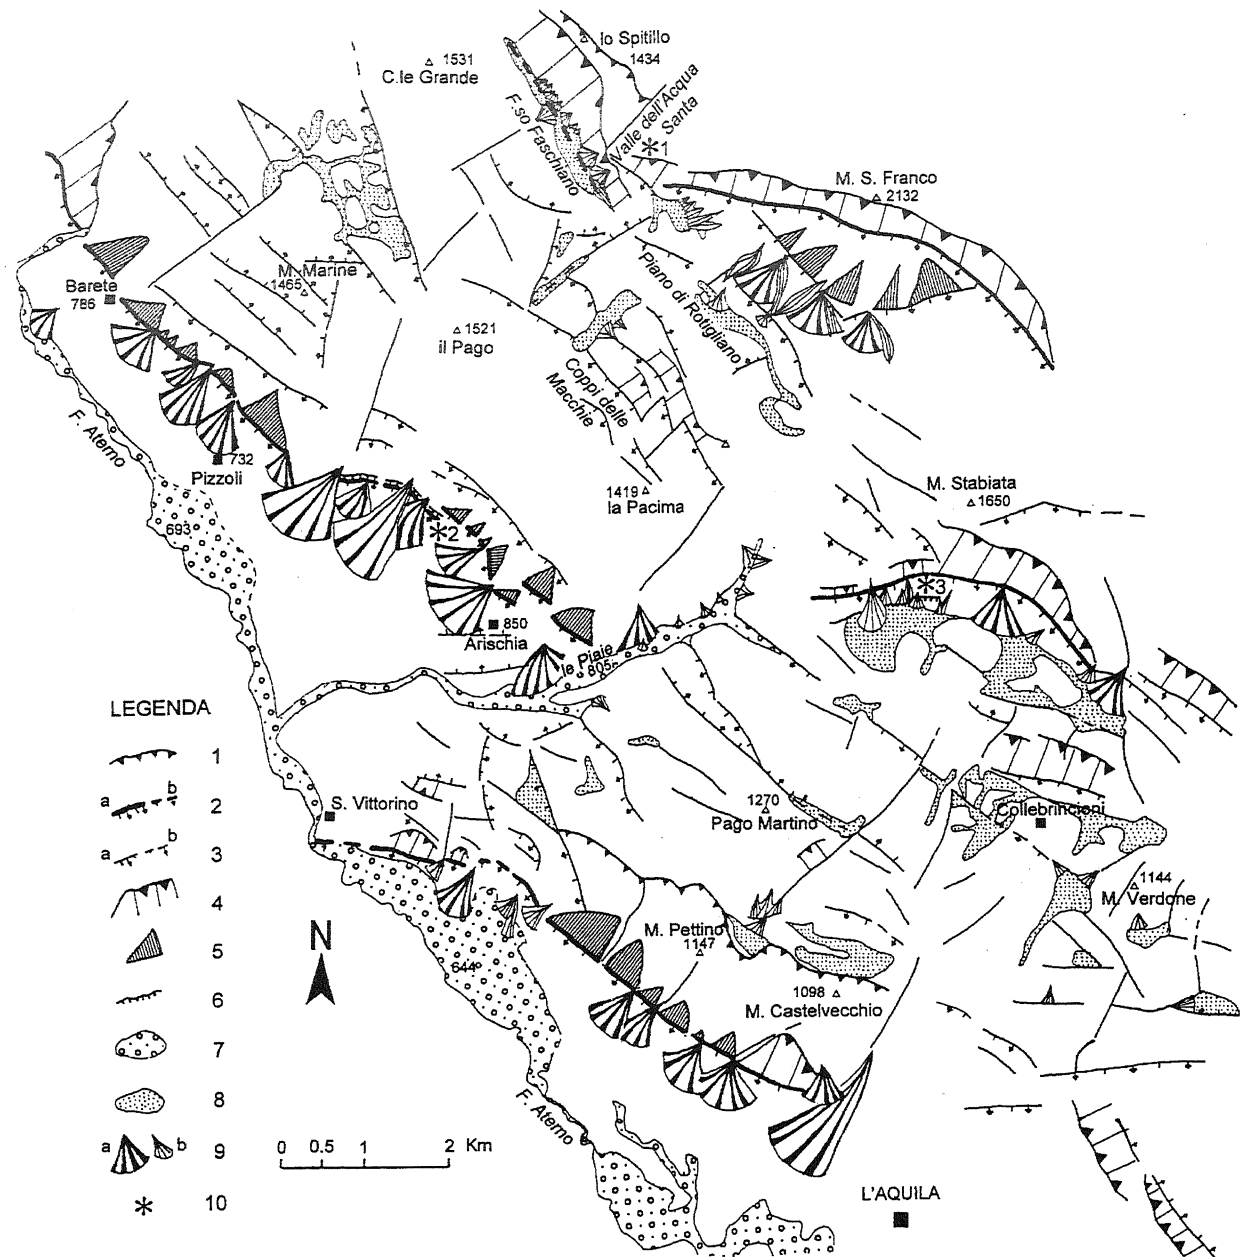 lo Spitillo
1434
1531
C.le Grande
F.so Faschiano
Valle dell'Acqua
Santa
1
M. S. Franco
2132
Barete
786
M. Marine
1465
1521
il Pago
Piano di Rotigliano
Coppi delle
Macchie
F. Aterno
732
Pizzoli
693
1419
la Pacima
M. Stabiata
1650
2
3
850
Arischia
le Piaie
805
LEGENDA
1
a b 2
a b 3
4
5
6
7
8
a b 9
10
S. Vittorino
1270
Pago Martino
Collebrincioni
1144
M. Verdone
M. Pettino
1147
644
N
1098
M. Castelvecchio
F. Aterno
0 0.5 1 2 Km
L'AQUILA